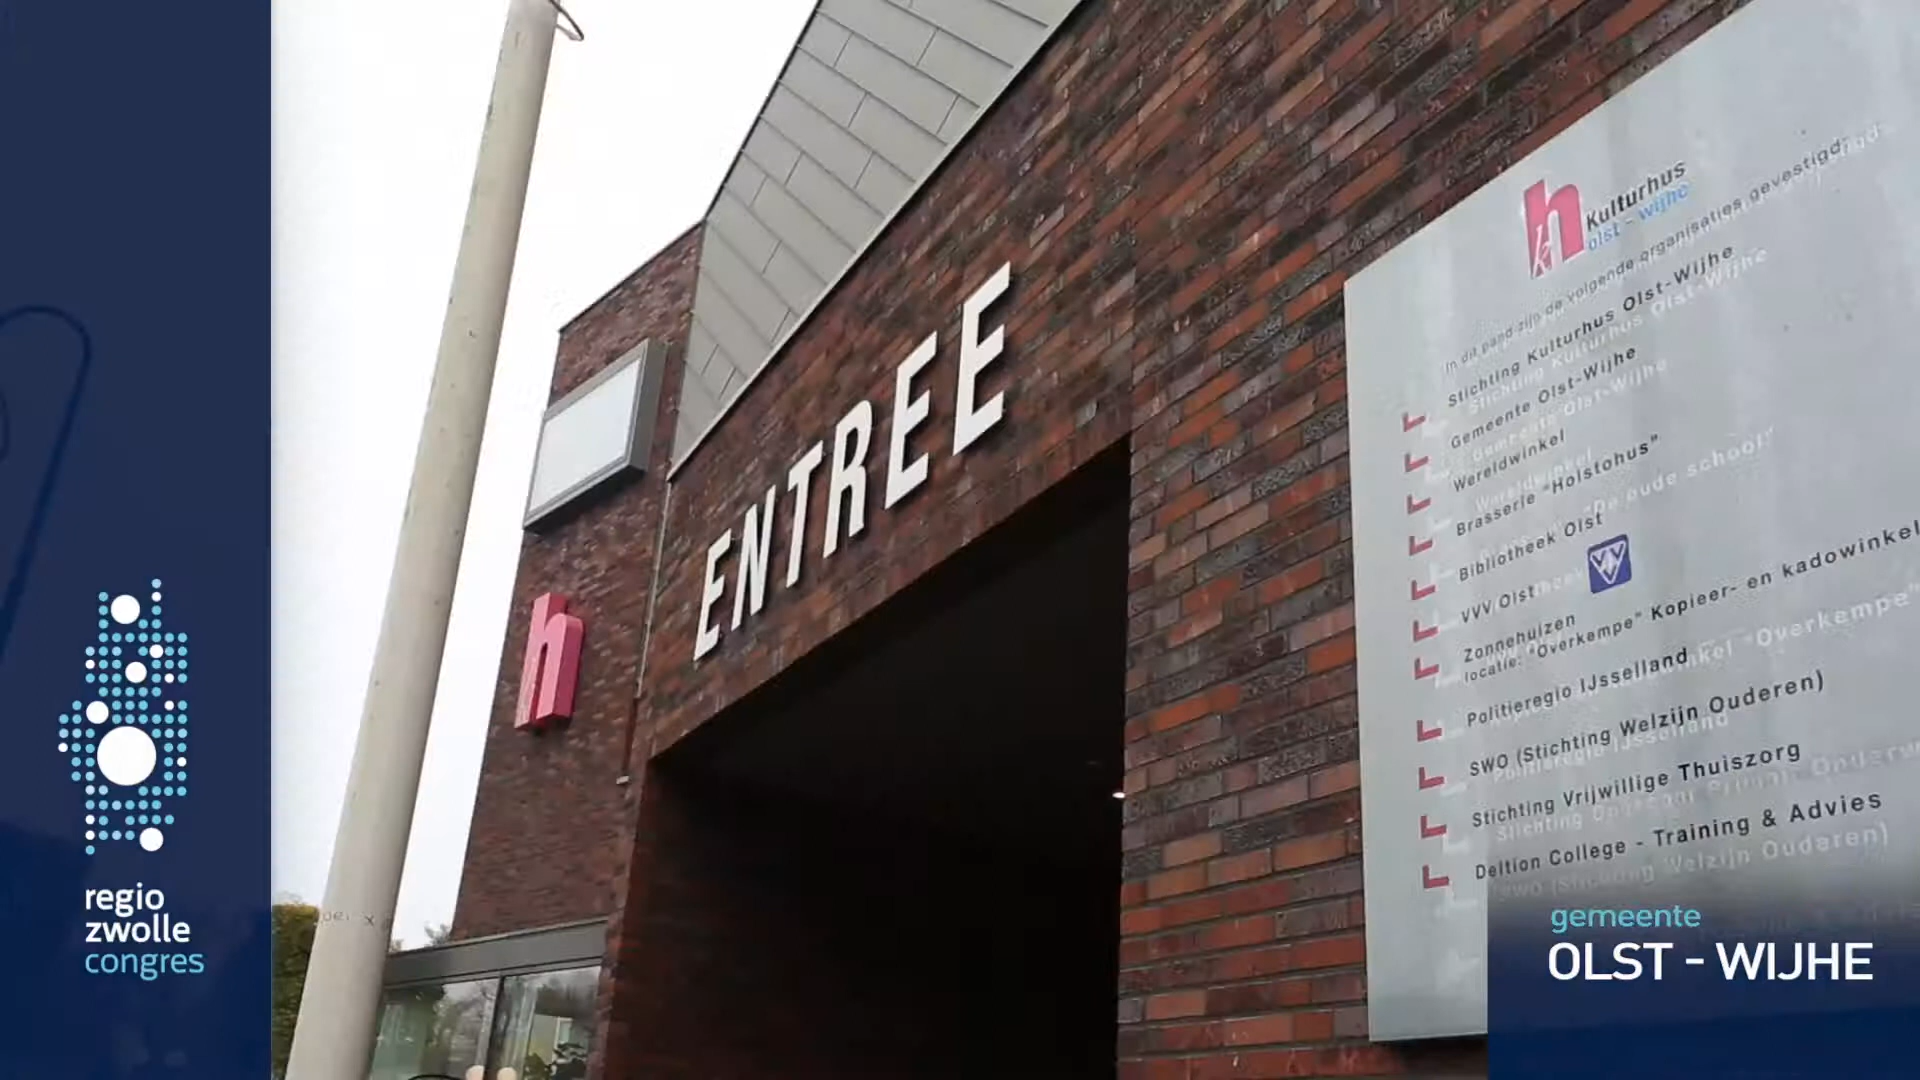 regio
zwolle
congres
ENTREE
h
h
Kulturhus
olst - wijhe
In dit pand zijn de volgende organisaties gevestigd:
Stichting Kulturhus Olst-Wijhe
Gemeente Olst-Wijhe
Wereldwinkel
Brasserie "Holstohus"
Bibliotheek Olst
VVV Olst
VVV
Zonnehuizen
locatie: "Overkempe" Kopieer- en kadowinkel
Politieregio IJsselland
SWO (Stichting Welzijn Ouderen)
Stichting Vrijwillige Thuiszorg
Deltion College - Training & Advies
gemeente
OLST - WIJHE